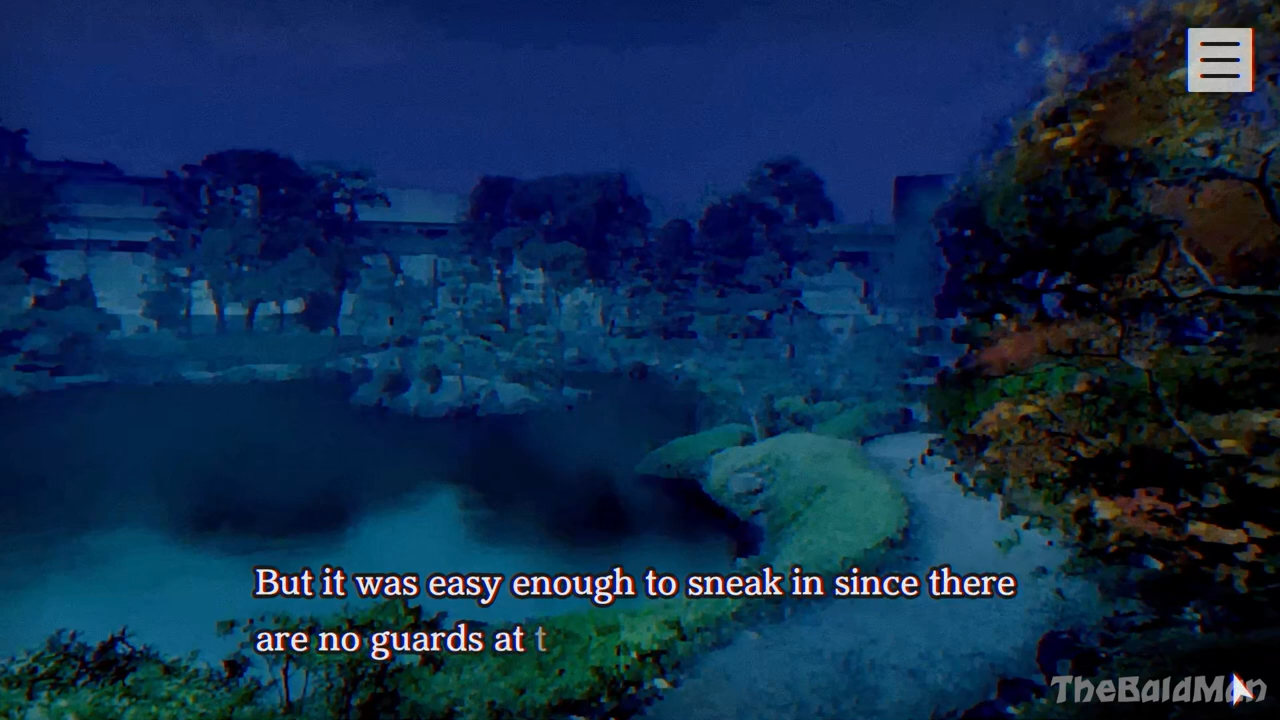 But it was easy enough to sneak in since there
are no guards at t
TheBaldMan